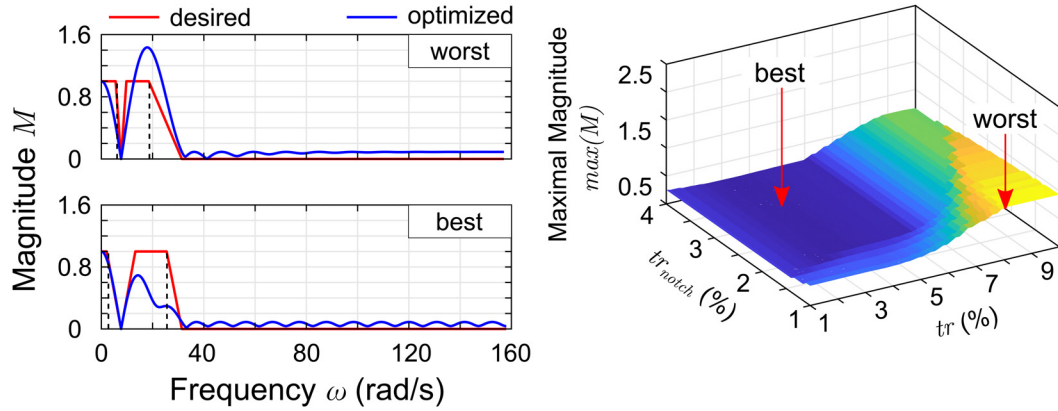 desired
optimized
1.6
0.8
0
worst
1.6
0.8
0
best
0
40
80
120
160
Magnitude M
Frequency ω (rad/s)
Maximal Magnitude
max(M)
2.5
1.5
0.5
best
worst
4
3
2
1
tr_notch (%)
1
3
5
7
9
tr (%)